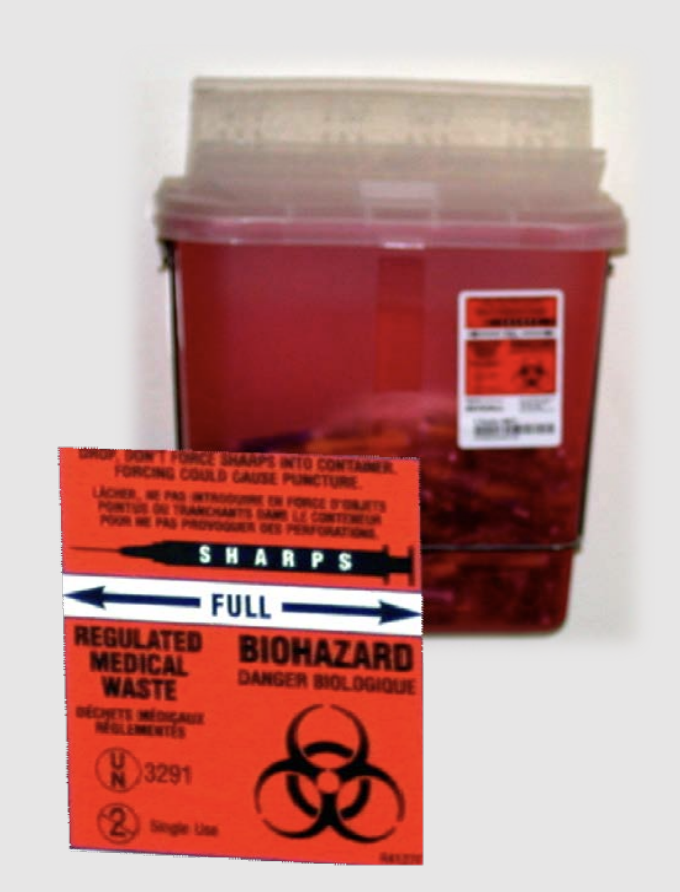 DROP, DON'T FORCE SHARPS INTO CONTAINER.
FORCING COULD CAUSE PUNCTURE.
LÂCHER, NE PAS INTRODUIRE EN FORCE D'OBJETS
POINTUS OU TRANCHANTS DANS LE CONTENEUR
POUR NE PAS PROVOQUER DES PERFORATIONS.
SHARPS
FULL
REGULATED
MEDICAL
WASTE
DÉCHETS MÉDICAUX
RÉGLEMENTÉS
BIOHAZARD
DANGER BIOLOGIQUE
UN 3291
2 Single Use